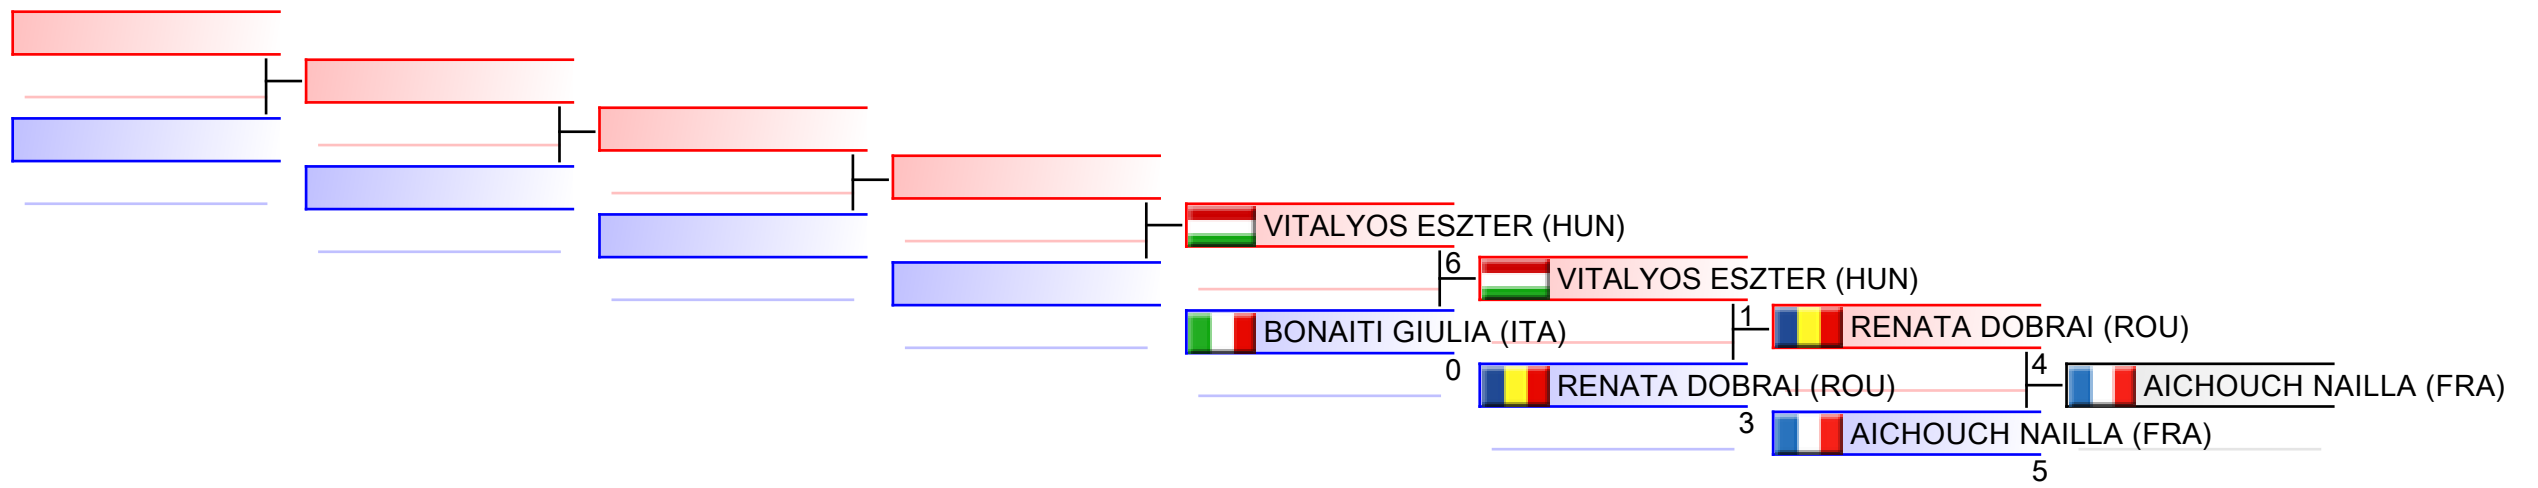 VITALYOS ESZTER (HUN)
6
BONAITI GIULIA (ITA)
0
VITALYOS ESZTER (HUN)
1
RENATA DOBRAI (ROU)
3
RENATA DOBRAI (ROU)
4
AICHOUCH NAILLA (FRA)
5
AICHOUCH NAILLA (FRA)